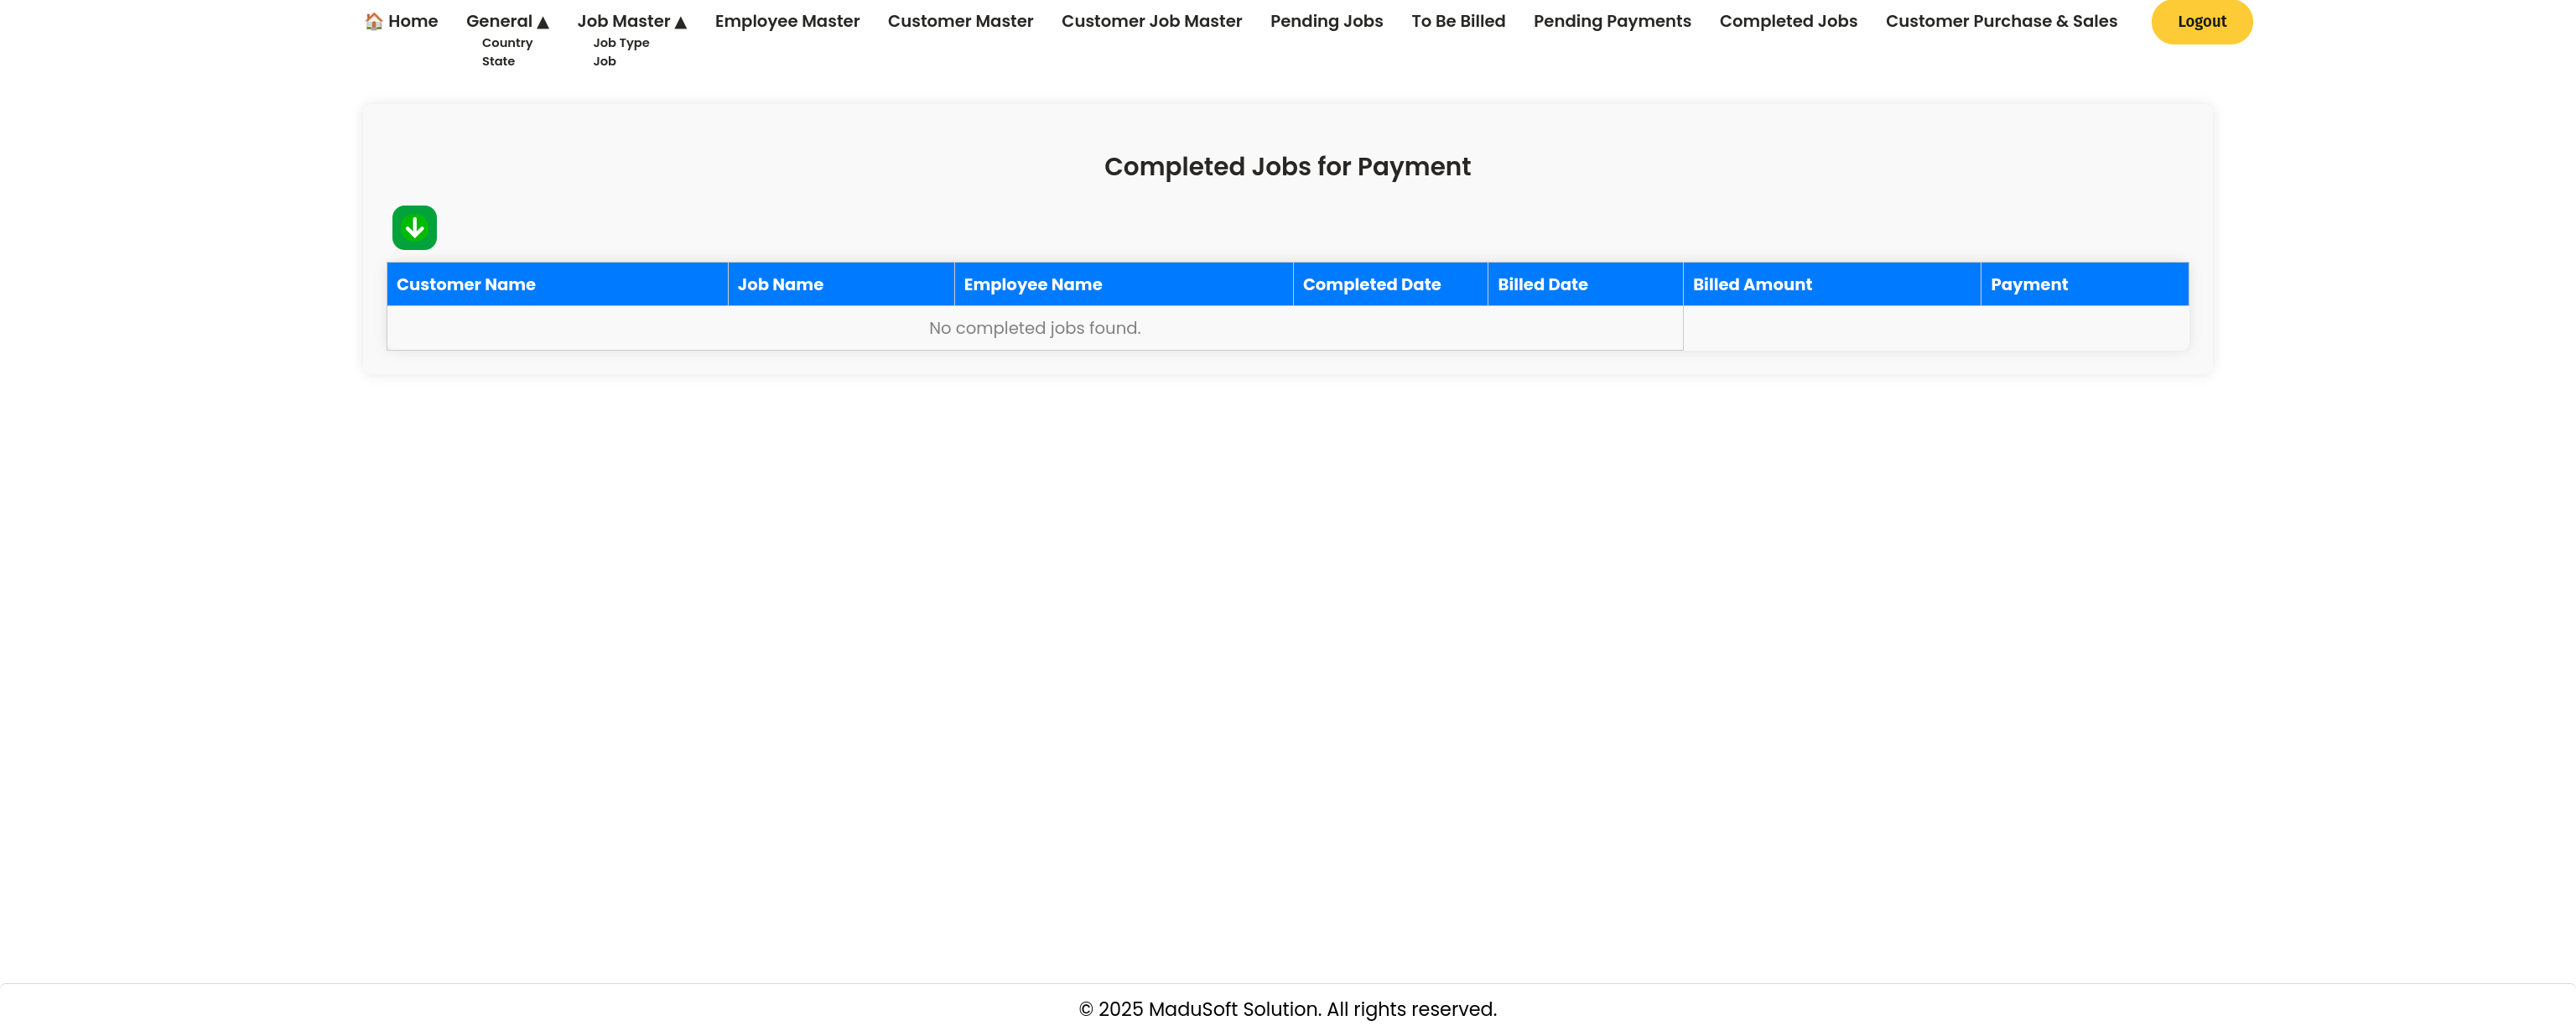 🏠 Home General ▲ Job Master ▲ Employee Master Customer Master Customer Job Master Pending Jobs To Be Billed Pending Payments Completed Jobs Customer Purchase & Sales Logout
Country Job Type
State Job
Completed Jobs for Payment
Customer Name Job Name Employee Name Completed Date Billed Date Billed Amount Payment
No completed jobs found.
© 2025 MaduSoft Solution. All rights reserved.